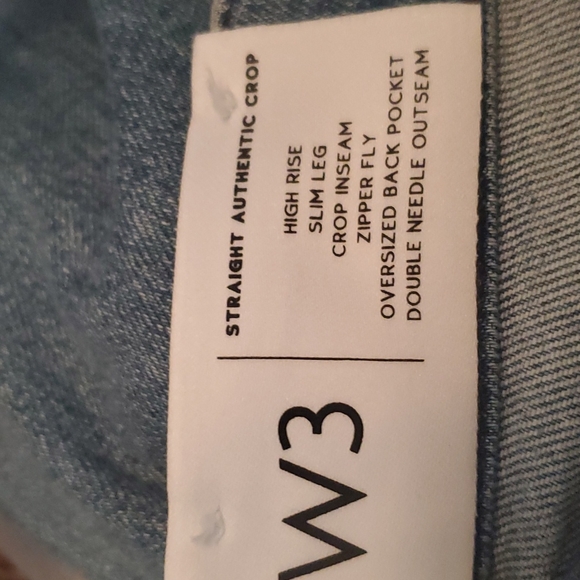 W3
STRAIGHT AUTHENTIC CROP
HIGH RISE
SLIM LEG
CROP INSEAM
ZIPPER FLY
OVERSIZED BACK POCKET
DOUBLE NEEDLE OUTSEAM